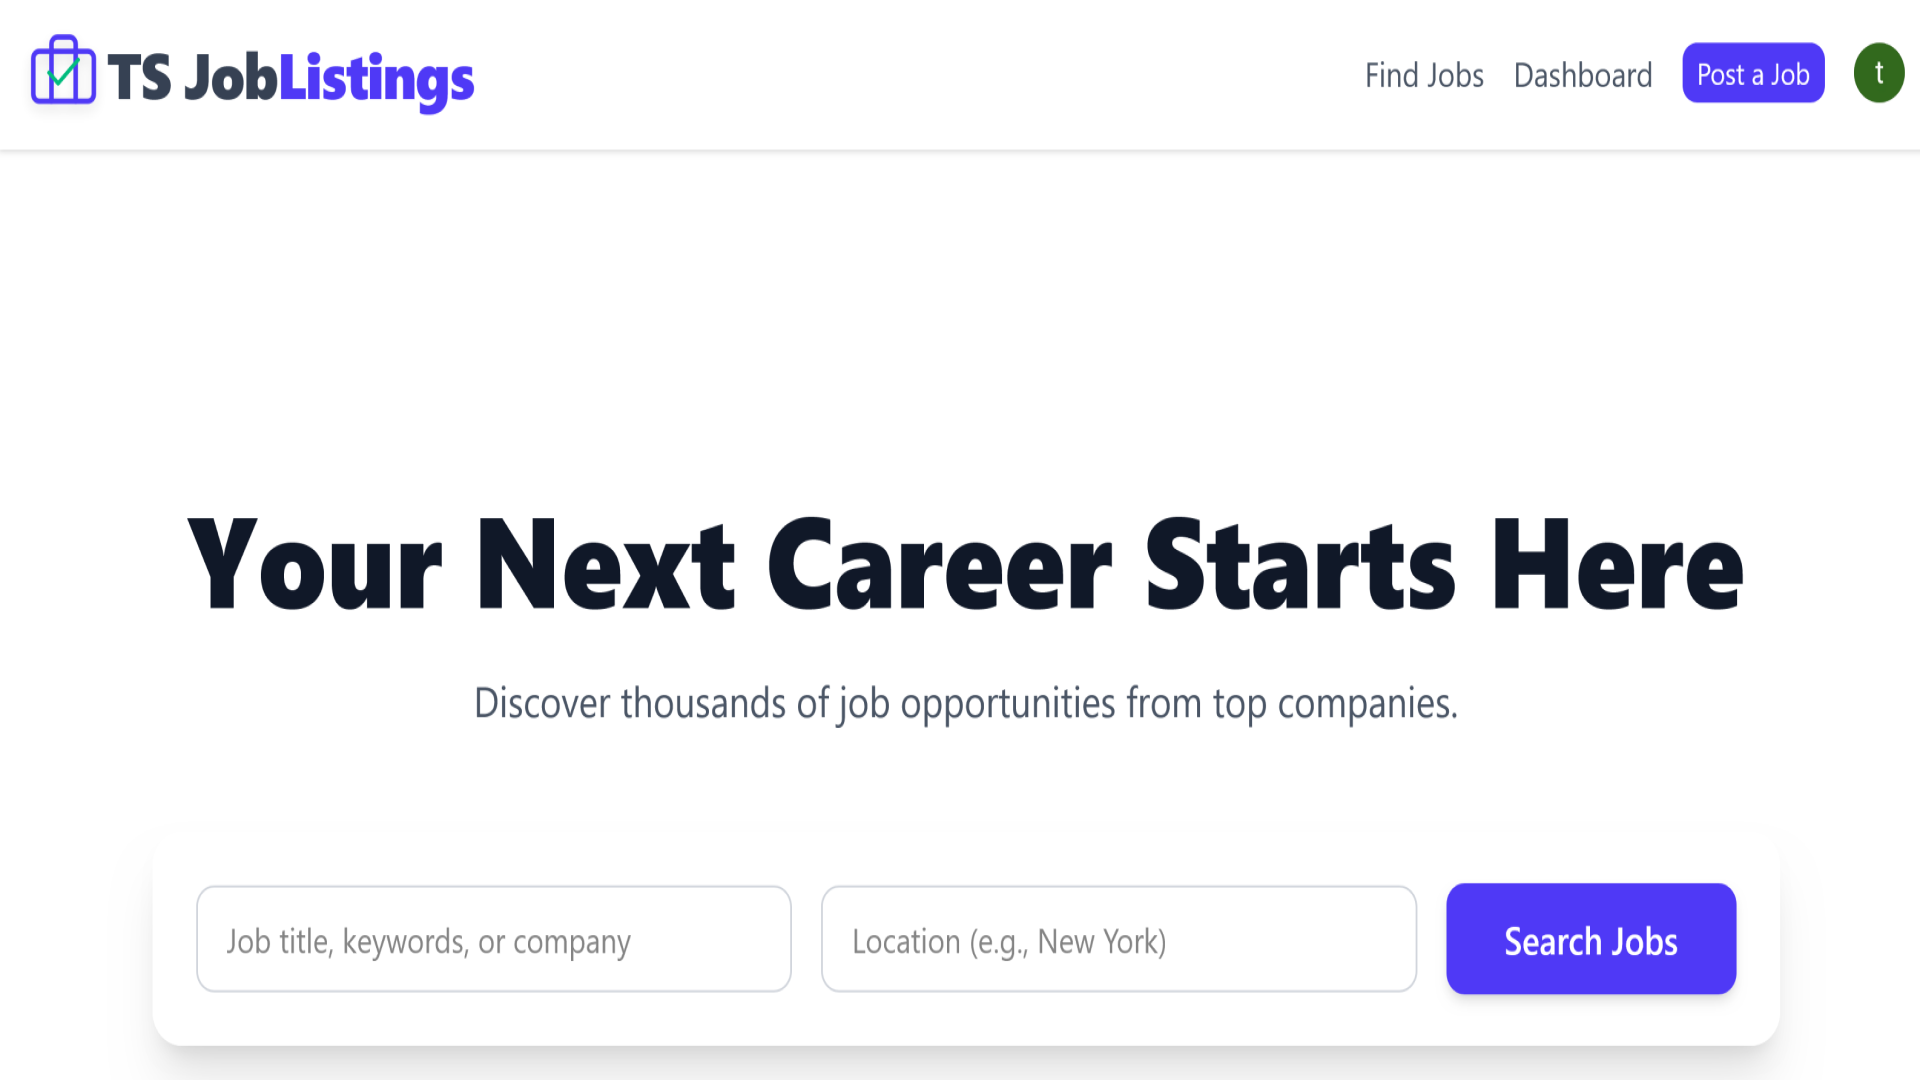 TS JobListings
Find Jobs
Dashboard
Post a Job
t
Your Next Career Starts Here
Discover thousands of job opportunities from top companies.
Job title, keywords, or company
Location (e.g., New York)
Search Jobs